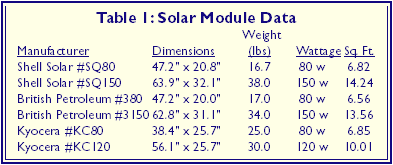 Table 1: Solar Module Data
Weight
Manufacturer Dimensions (lbs) Wattage Sq. Ft.
Shell Solar #SQ80 47.2" x 20.8" 16.7 80 w 6.82
Shell Solar #SQ150 63.9" x 32.1" 38.0 150 w 14.24
British Petroleum #380 47.2" x 20.0" 17.0 80 w 6.56
British Petroleum #3150 62.8" x 31.1" 34.0 150 w 13.56
Kyocera #KC80 38.4" x 25.7" 25.0 80 w 6.85
Kyocera #KC120 56.1" x 25.7" 30.0 120 w 10.01